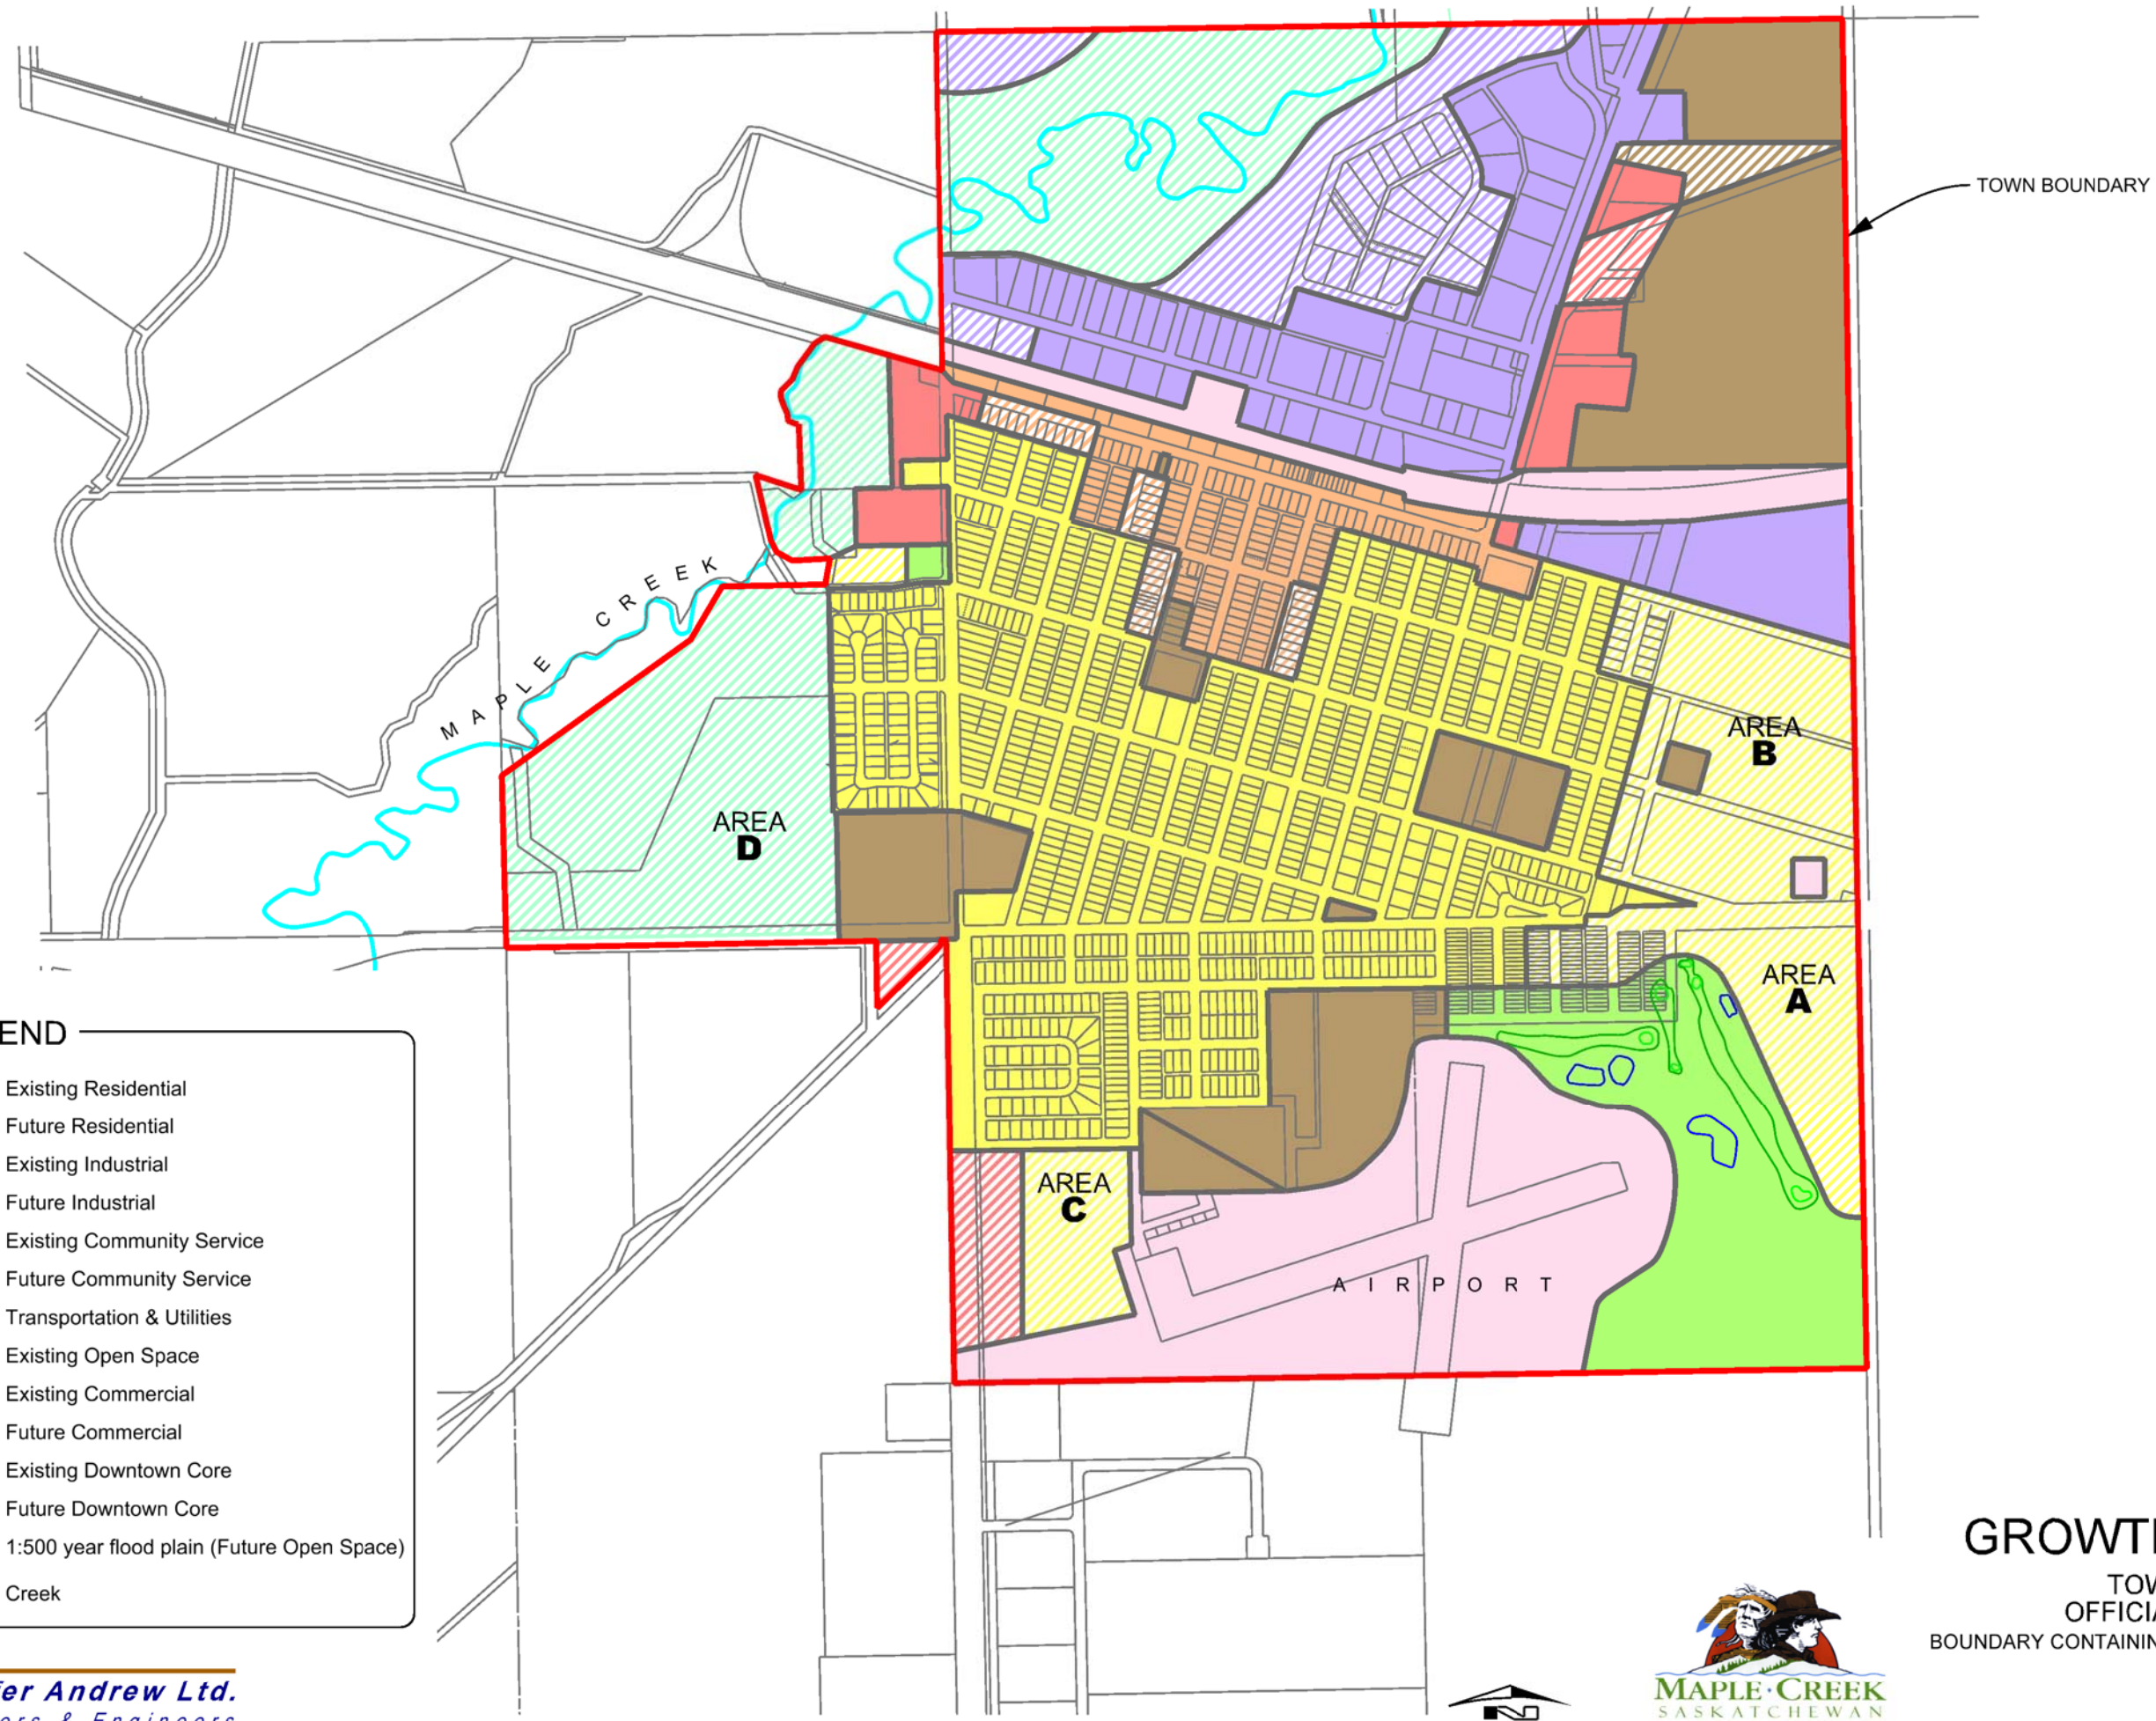 TOWN BOUNDARY
MAPLE CREEK
AREA
B
AREA
D
AREA
A
AREA
C
AIRPORT
END
Existing Residential
Future Residential
Existing Industrial
Future Industrial
Existing Community Service
Future Community Service
Transportation & Utilities
Existing Open Space
Existing Commercial
Future Commercial
Existing Downtown Core
Future Downtown Core
1:500 year flood plain (Future Open Space)
Creek
er Andrew Ltd.
& Engineers
N
MAPLE·CREEK
SASKATCHEWAN
GROWT
TOW
OFFICIA
BOUNDARY CONTAININ